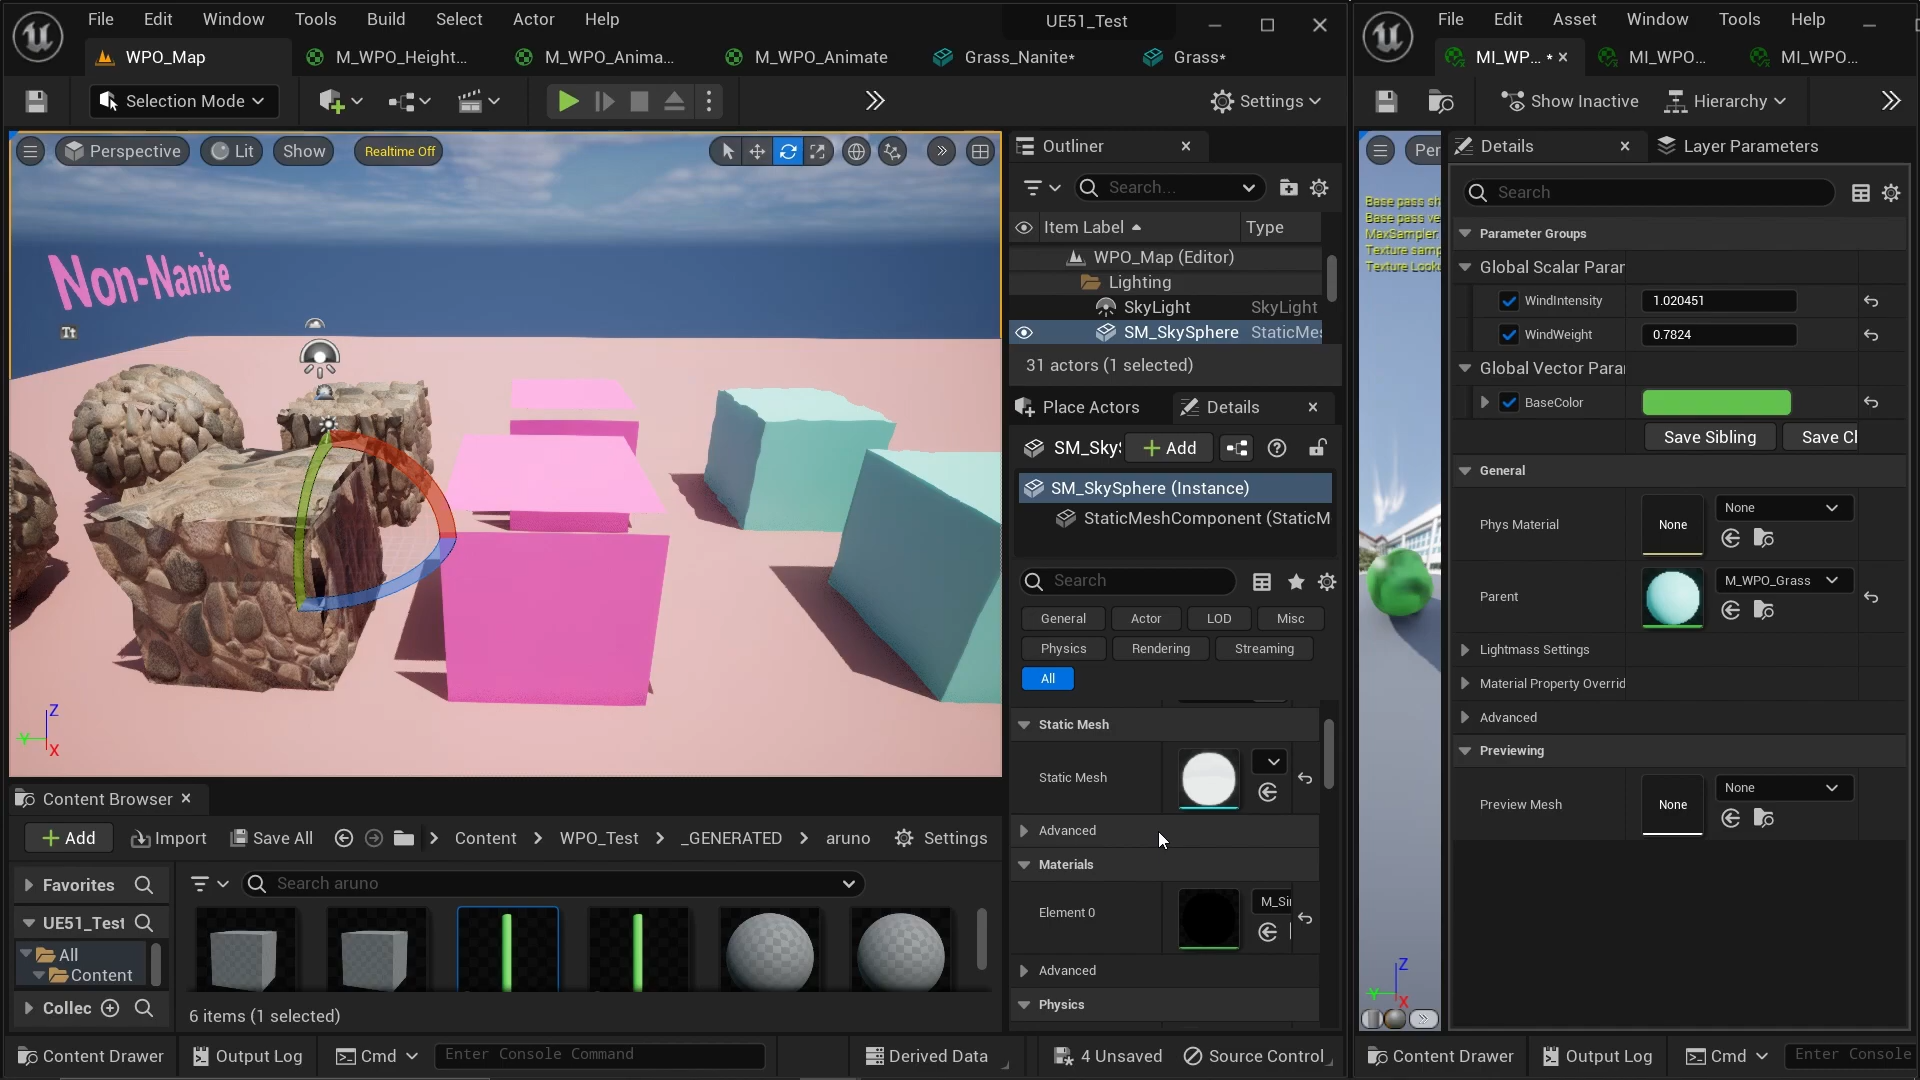 File Edit Window Tools Build Select Actor Help
UE51_Test
WPO_Map
M_WPO_Height...
M_WPO_Anima...
M_WPO_Animate
Grass_Nanite*
Grass*
Selection Mode
Settings
Perspective
Lit
Show
Realtime Off
Non-Nanite
Tt
Z
Y
X
Outliner
Search...
Item Label
Type
WPO_Map (Editor)
Lighting
SkyLight SkyLight
SM_SkySphere StaticMes
31 actors (1 selected)
Place Actors
Details
SM_Sky
Add
SM_SkySphere (Instance)
StaticMeshComponent (StaticM
Search
General
Actor
LOD
Misc
Physics
Rendering
Streaming
All
Static Mesh
Static Mesh
Advanced
Materials
Element 0
M_Si
Advanced
Physics
Content Browser
Add
Import
Save All
Content
WPO_Test
_GENERATED
aruno
Settings
Favorites
Search aruno
UE51_Test
All
Content
Collec
6 items (1 selected)
Content Drawer
Output Log
Cmd
Enter Console Command
Derived Data
4 Unsaved
Source Control
File Edit Asset Window Tools Help
MI_WP... *
MI_WPO...
MI_WPO...
Show Inactive
Hierarchy
Per
Base pass sh
Base pass ve
MaxSampler
Texture samp
Texture Look
Z
Y
X
Details
Layer Parameters
Search
Parameter Groups
Global Scalar Parar
WindIntensity
1.020451
WindWeight
0.7824
Global Vector Parar
BaseColor
Save Sibling
Save Cl
General
Phys Material
None
None
Parent
M_WPO_Grass
Lightmass Settings
Material Property Overrid
Advanced
Previewing
Preview Mesh
None
None
Content Drawer
Output Log
Cmd
Enter Console